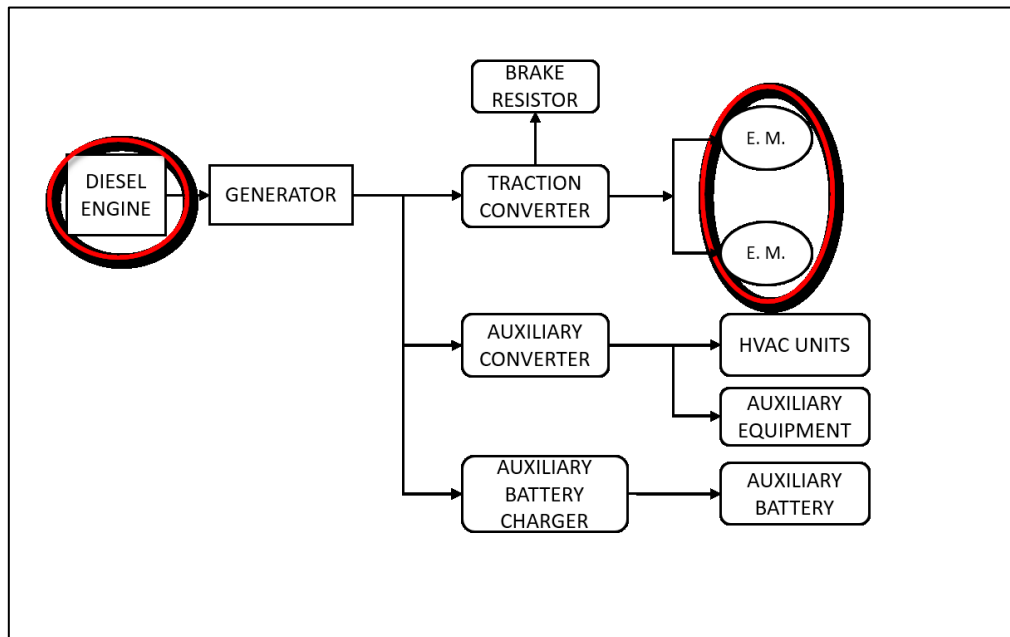 BRAKE
RESISTOR
DIESEL
ENGINE
GENERATOR
TRACTION
CONVERTER
E. M.
E. M.
AUXILIARY
CONVERTER
HVAC UNITS
AUXILIARY
EQUIPMENT
AUXILIARY
BATTERY
CHARGER
AUXILIARY
BATTERY